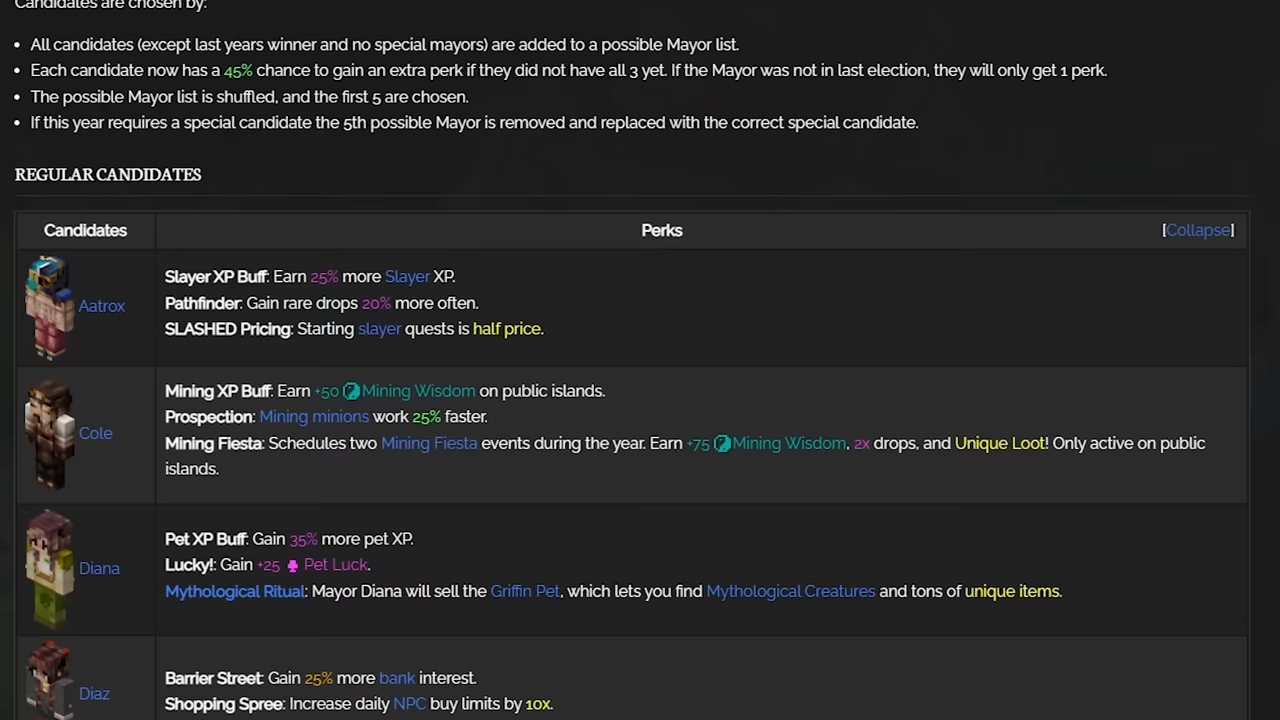 Candidates are chosen by:
• All candidates (except last years winner and no special mayors) are added to a possible Mayor list.
• Each candidate now has a 45% chance to gain an extra perk if they did not have all 3 yet. If the Mayor was not in last election, they will only get 1 perk.
• The possible Mayor list is shuffled, and the first 5 are chosen.
• If this year requires a special candidate the 5th possible Mayor is removed and replaced with the correct special candidate.
REGULAR CANDIDATES
Candidates Perks [Collapse]
Aatrox
Slayer XP Buff: Earn 25% more Slayer XP.
Pathfinder: Gain rare drops 20% more often.
SLASHED Pricing: Starting slayer quests is half price.
Cole
Mining XP Buff: Earn +50 Mining Wisdom on public islands.
Prospection: Mining minions work 25% faster.
Mining Fiesta: Schedules two Mining Fiesta events during the year. Earn +75 Mining Wisdom, 2x drops, and Unique Loot! Only active on public
islands.
Diana
Pet XP Buff: Gain 35% more pet XP.
Lucky!: Gain +25 Pet Luck.
Mythological Ritual: Mayor Diana will sell the Griffin Pet, which lets you find Mythological Creatures and tons of unique items.
Diaz
Barrier Street: Gain 25% more bank interest.
Shopping Spree: Increase daily NPC buy limits by 10x.